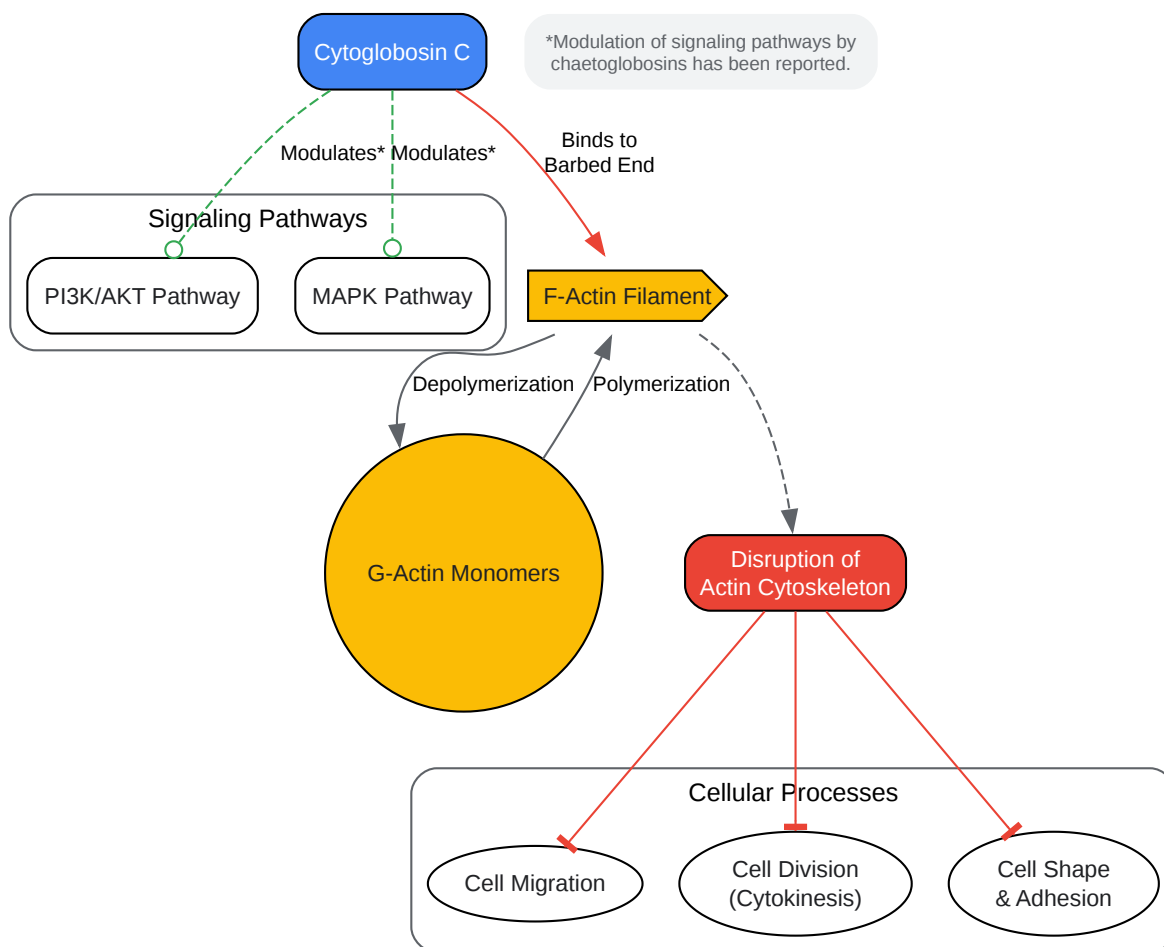 Cytoglobosin C
*Modulation of signaling pathways by
chaetoglobosins has been reported.
Modulates*
Modulates*
Binds to
Barbed End
Signaling Pathways
PI3K/AKT Pathway
MAPK Pathway
F-Actin Filament
Depolymerization
Polymerization
G-Actin Monomers
Disruption of
Actin Cytoskeleton
Cellular Processes
Cell Migration
Cell Division
(Cytokinesis)
Cell Shape
& Adhesion